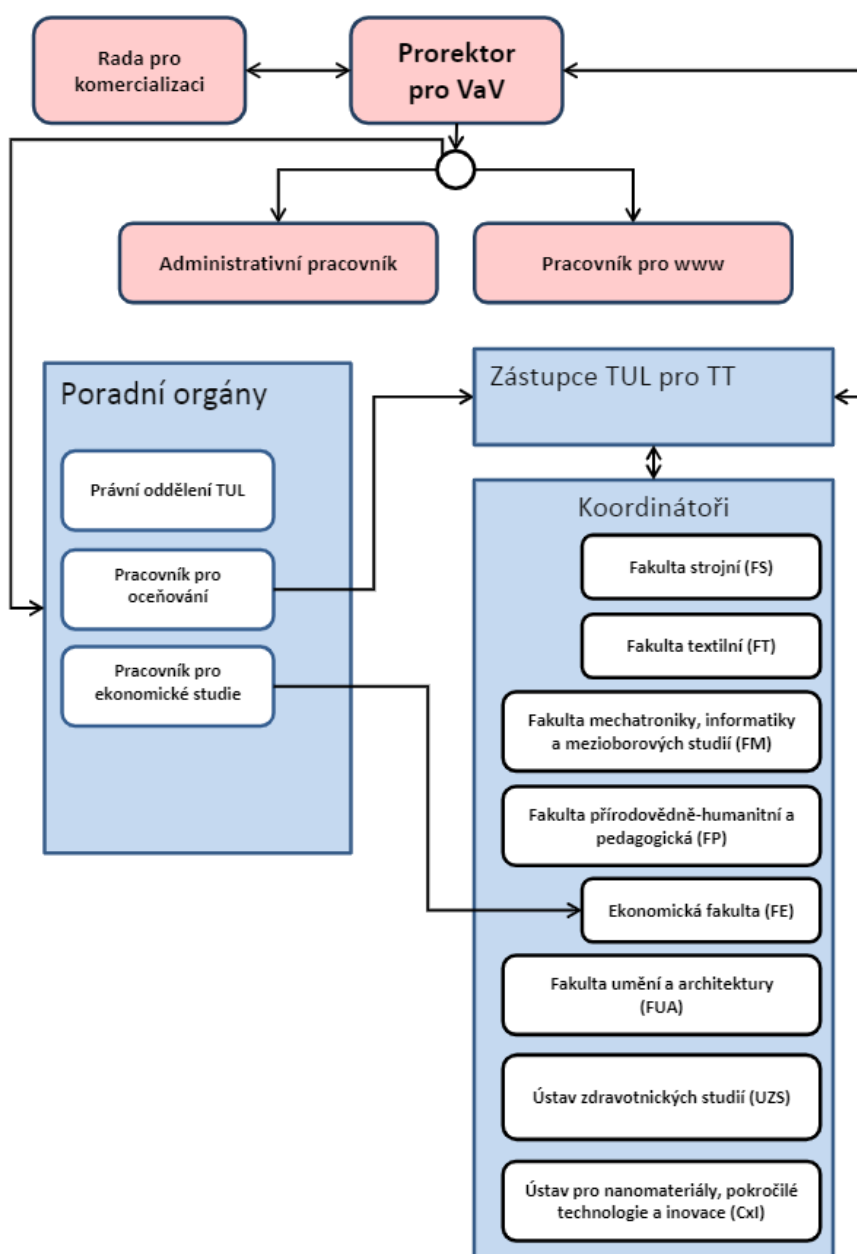 Rada pro
komercializaci
Prorektor
pro VaV
Administrativní pracovník
Pracovník pro www
Poradní orgány
Právní oddělení TUL
Pracovník pro
oceňování
Pracovník pro
ekonomické studie
Zástupce TUL pro TT
Koordinátoři
Fakulta strojní (FS)
Fakulta textilní (FT)
Fakulta mechatroniky, informatiky
a mezioborových studií (FM)
Fakulta přírodovědně-humanitní a
pedagogická (FP)
Ekonomická fakulta (FE)
Fakulta umění a architektury
(FUA)
Ústav zdravotnických studií (UZS)
Ústav pro nanomateriály, pokročilé
technologie a inovace (CxI)